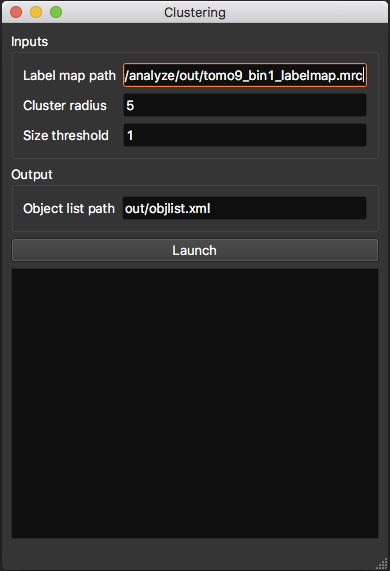 Clustering
Inputs
Label map path /analyze/out/tomo9_bin1_labelmap.mrc
Cluster radius 5
Size threshold 1
Output
Object list path out/objlist.xml
Launch